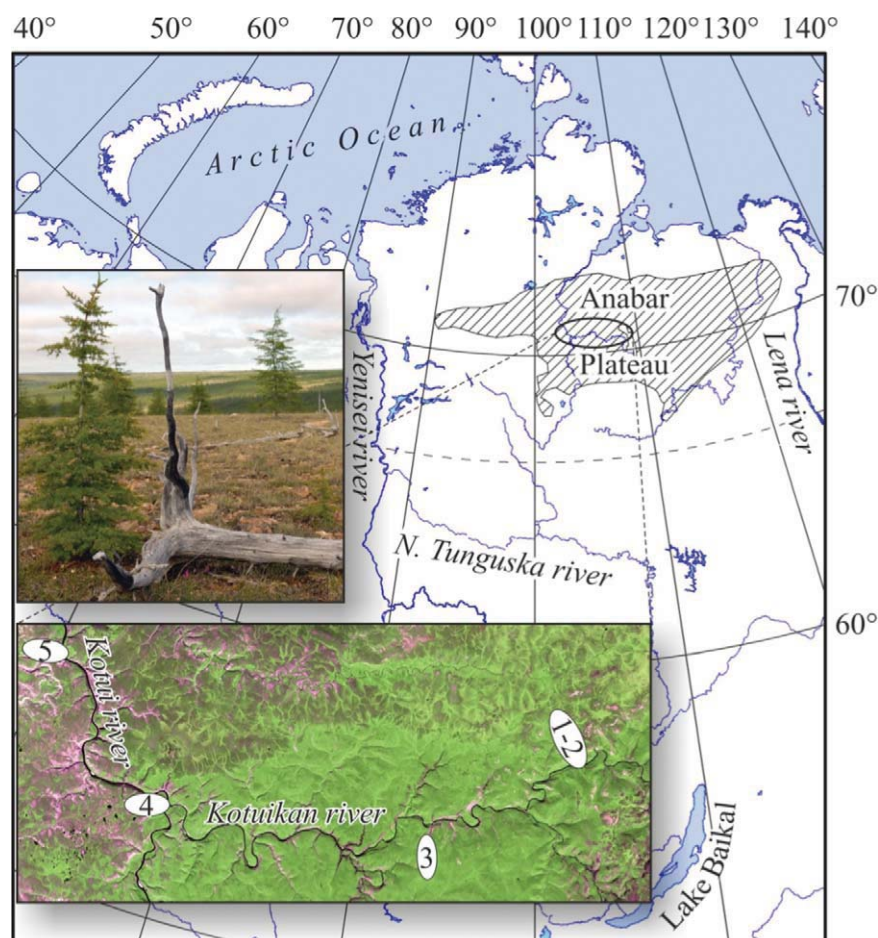 40° 50° 60° 70° 80° 90° 100° 110° 120° 130° 140°
Arctic Ocean
70°
Anabar
Plateau
Yenisei river
Lena river
N. Tunguska river
60°
5
Kotui river
1-2
4
Kotuikan river
3
Lake Baikal